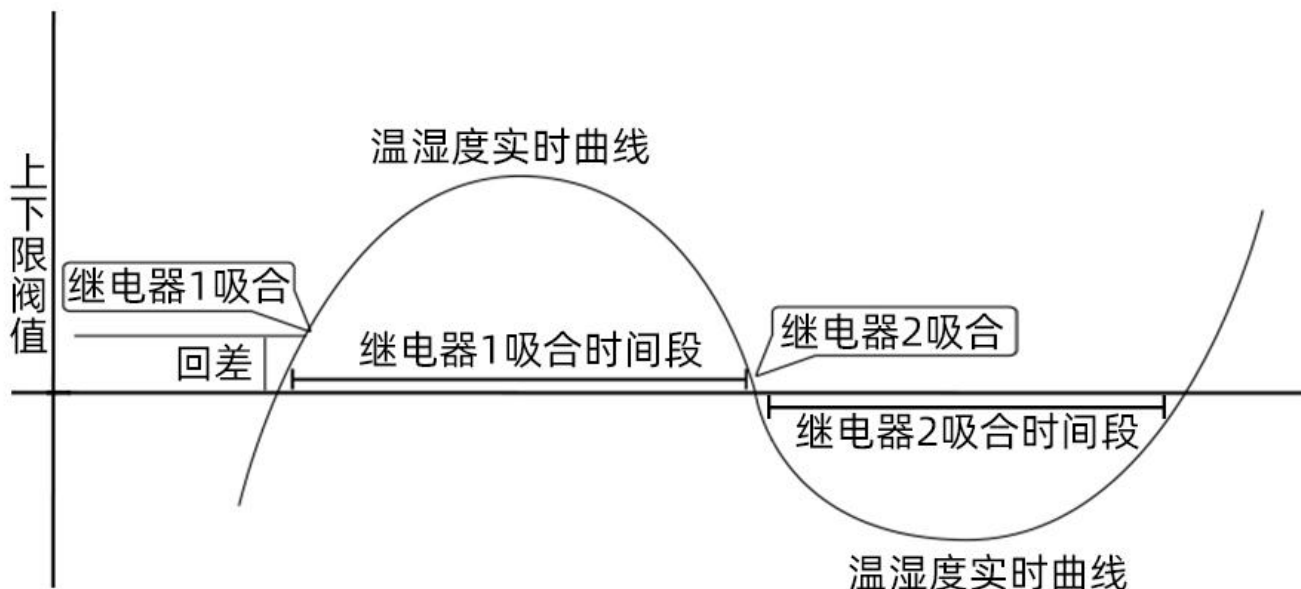 温湿度实时曲线
上下限阀值
继电器1吸合
继电器2吸合
继电器1吸合时间段
回差
继电器2吸合时间段
温湿度实时曲线